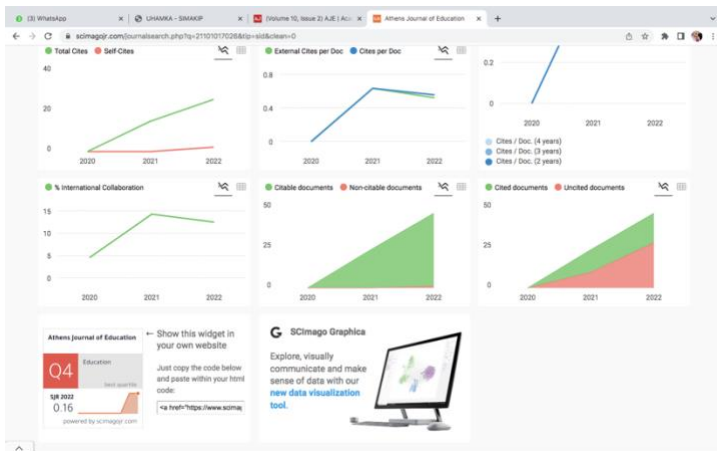 (3) WhatsApp
UHAMKA - SIMAKIP
(Volume 10, Issue 2) AJE | Aca
Athens Journal of Education
scimagojr.com/journalsearch.php?q=21101017026&tip=sid&clean=0
Total Cites Self-Cites
40
20
0
2020 2021 2022
External Cites per Doc Cites per Doc
0.8
0.4
0
2020 2021 2022
0.2
0
2020 2021 2022
Cites / Doc. (4 years)
Cites / Doc. (3 years)
Cites / Doc. (2 years)
% International Collaboration
15
10
5
0
2020 2021 2022
Citable documents Non-citable documents
50
25
0
2020 2021 2022
Cited documents Uncited documents
50
25
0
2020 2021 2022
Athens Journal of Education
Q4
Education
best quartile
SJR 2022
0.16
powered by scimagojr.com
← Show this widget in
your own website
Just copy the code below
and paste within your html
code:
<a href="https://www.scimag
G SCImago Graphica
Explore, visually
communicate and make
sense of data with our
new data visualization
tool.